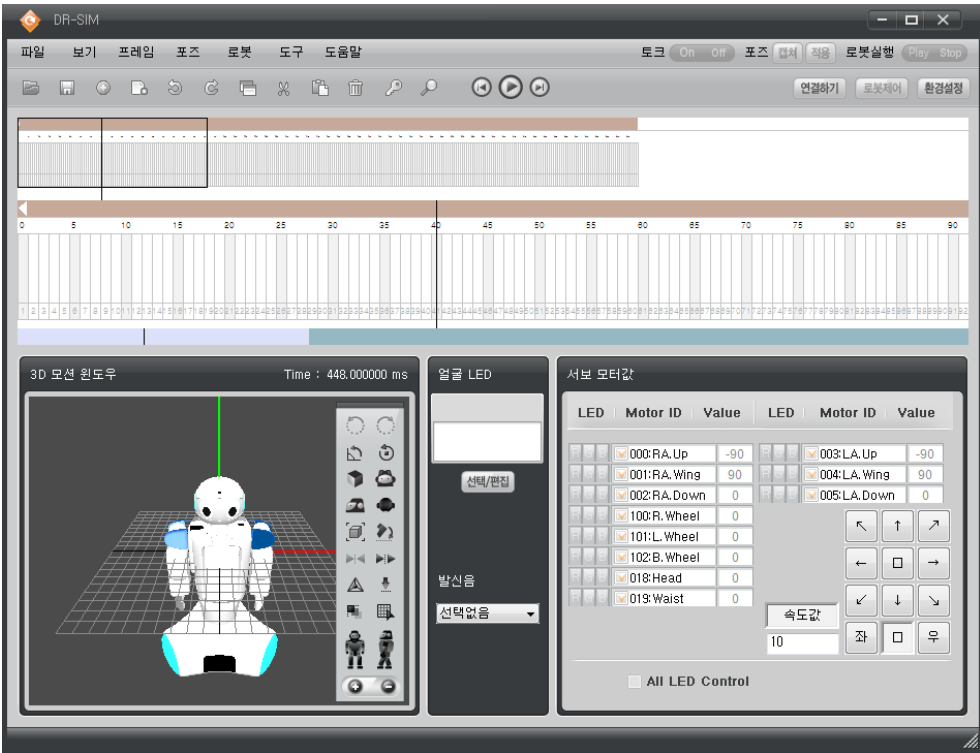 DR-SIM
파일 보기 프레임 포즈 로봇 도구 도움말 토크 On Off 포즈 캡쳐 적용 로봇실행 Play Stop
연결하기 로봇제어 환경설정
0 5 10 15 20 25 30 35 40 45 50 55 60 65 70 75 80 85 90
3D 모션 윈도우 Time : 448.000000 ms
얼굴 LED
선택/편집
발신음
선택없음
서보 모터값
LED Motor ID Value LED Motor ID Value
R G B 000:RA.Up -90 R G B 003:LA.Up -90
R G B 001:RA.Wing 90 R G B 004:LA.Wing 90
R G B 002:RA.Down 0 R G B 005:LA.Down 0
R G B 100:R.Wheel 0
R G B 101:L.Wheel 0
R G B 102:B.Wheel 0
R G B 018:Head 0
R G B 019:Waist 0
↖ ↑ ↗
← □ →
↙ ↓ ↘
속도값
10
좌 □ 우
All LED Control